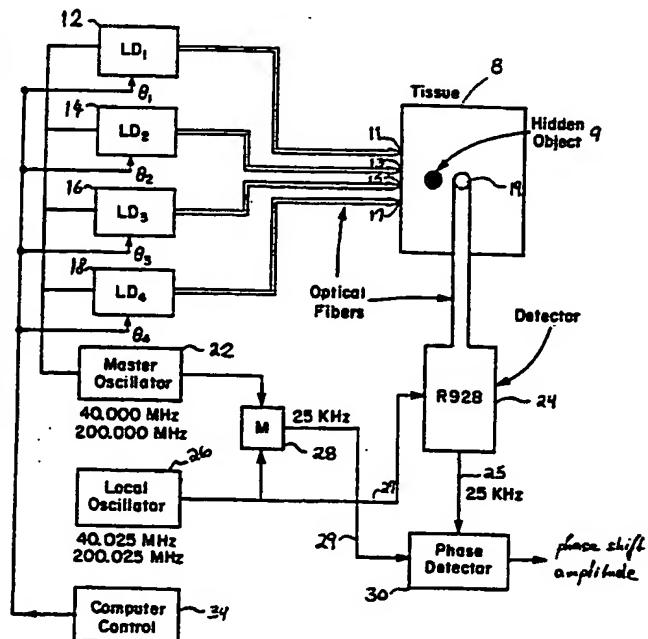 12
LD₁
θ₁
14
LD₂
θ₂
16
LD₃
θ₃
18
LD₄
θ₄
8
Tissue
Hidden
Object 9
11
13
15
17
19
Optical
Fibers
Detector
R928
24
22
Master
Oscillator
40.000 MHz
200.000 MHz
M
28
25 KHz
26
Local
Oscillator
40.025 MHz
200.025 MHz
27
25
25 KHz
29
Phase
Detector
30
phase shift
amplitude
Computer
Control
34